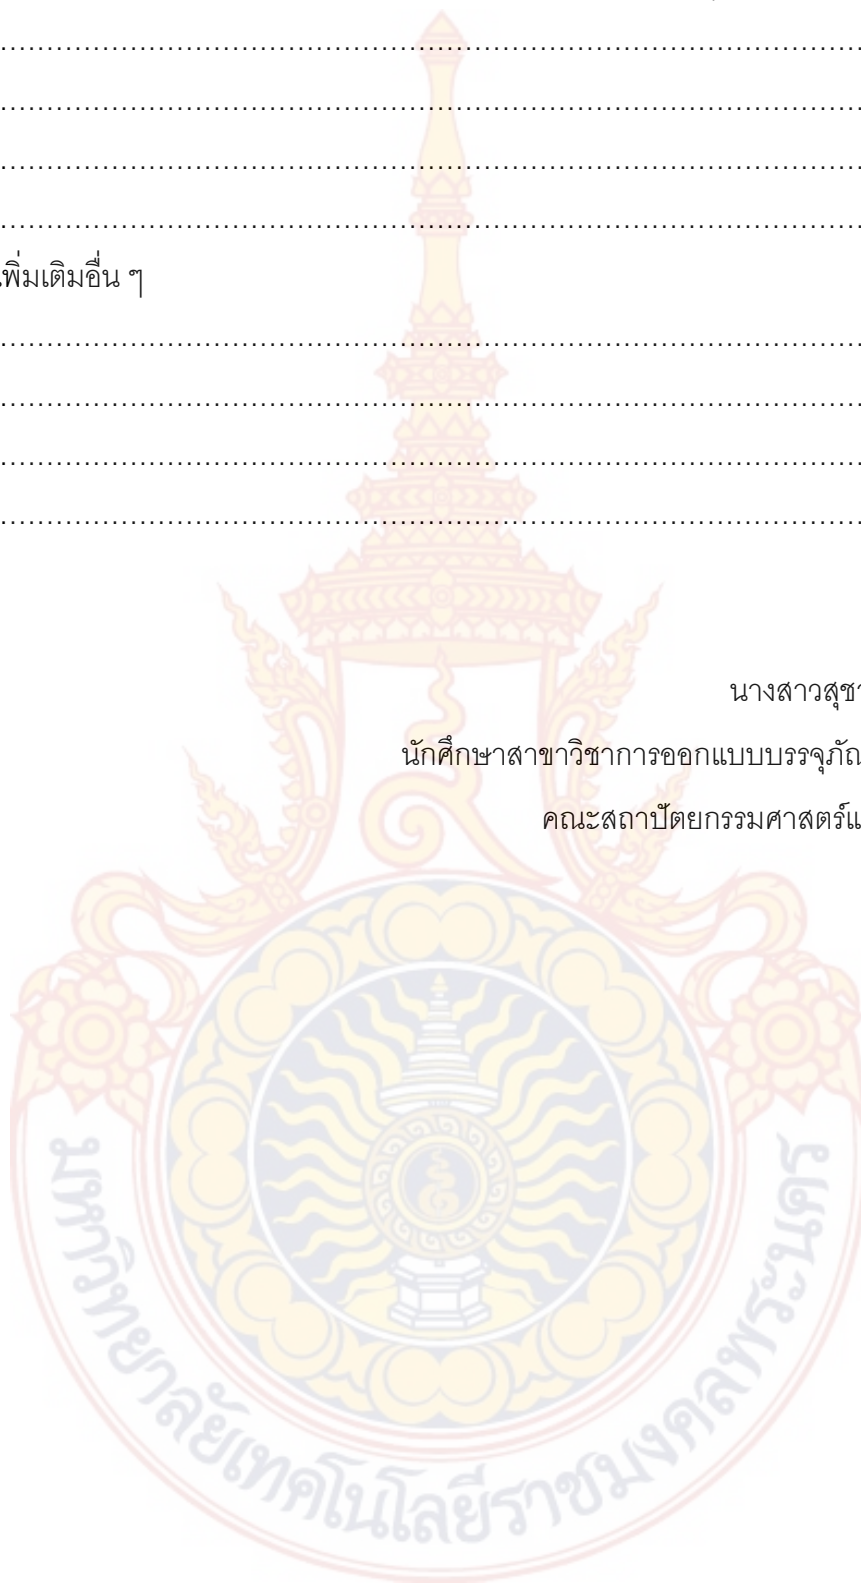 ........................................................................................................
........................................................................................................
........................................................................................................
........................................................................................................
เพิ่มเติมอื่น ๆ
........................................................................................................
........................................................................................................
........................................................................................................
........................................................................................................
นางสาวสุชา
นักศึกษาสาขาวิชาการออกแบบบรรจุภัณ
คณะสถาปัตยกรรมศาสตร์แ
มหาวิทยาลัยเทคโนโลยีราชมงคลพระนคร